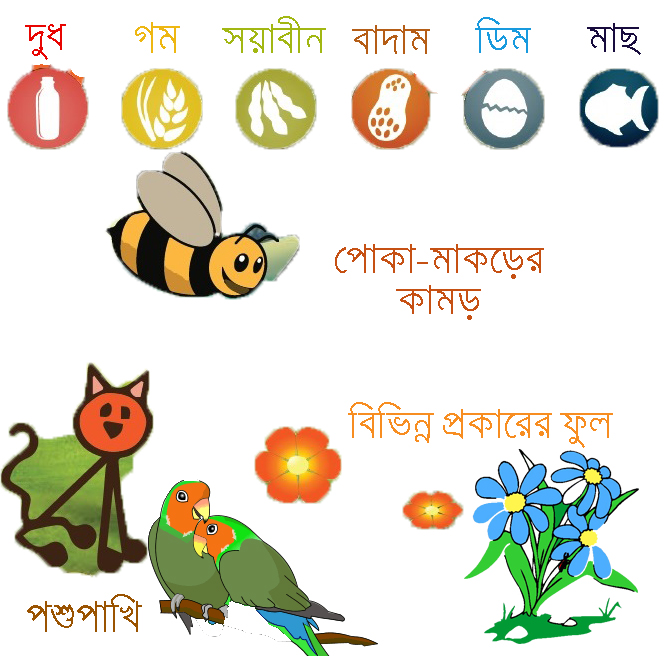 দুধ গম সয়াবীন বাদাম ডিম মাছ
পোকা-মাকড়ের
কামড়
বিভিন্ন প্রকারের ফুল
পশুপাখি